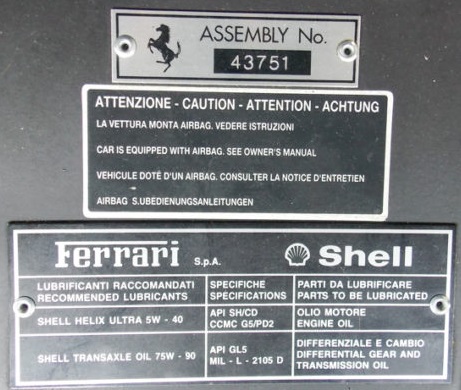 ASSEMBLY No.
43751
ATTENZIONE - CAUTION - ATTENTION - ACHTUNG
LA VETTURA MONTA AIRBAG. VEDERE ISTRUZIONI
CAR IS EQUIPPED WITH AIRBAG. SEE OWNER'S MANUAL
VEHICULE DOTÉ D'UN AIRBAG. CONSULTER LA NOTICE D'ENTRETIEN
AIRBAG S.UBEDIENUNGSANLEITUNGEN
Ferrari S.p.A. Shell
LUBRIFICANTI RACCOMANDATI SPECIFICHE PARTI DA LUBRIFICARE
RECOMMENDED LUBRICANTS SPECIFICATIONS PARTS TO BE LUBRICATED
SHELL HELIX ULTRA 5W - 40 API SH/CD OLIO MOTORE
CCMC G5/PD2 ENGINE OIL
SHELL TRANSAXLE OIL 75W - 90 API GL5 DIFFERENZIALE E CAMBIO
MIL - L - 2105 D DIFFERENTIAL GEAR AND
TRANSMISSION OIL